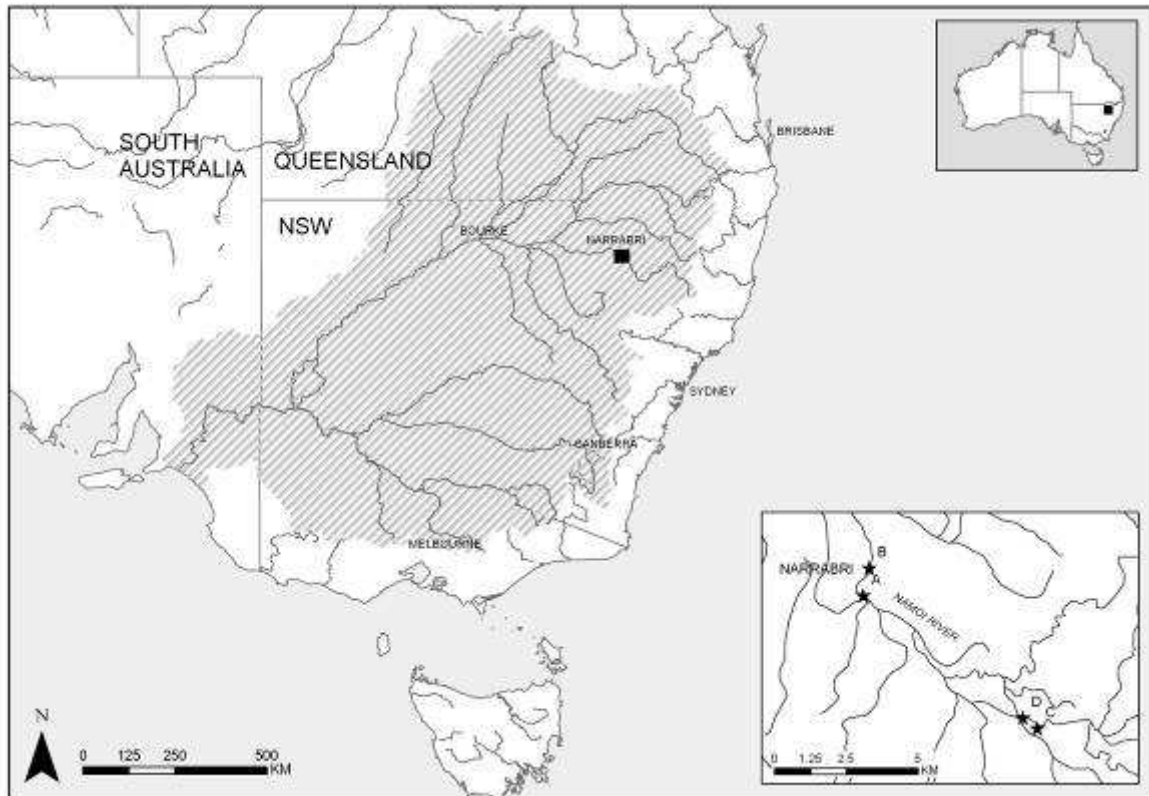 BRISBANE
SOUTH
AUSTRALIA
QUEENSLAND
NSW
BOURKE
NARRABRI
SYDNEY
CANBERRA
MELBOURNE
B
NARRABRI
A
NAMOI RIVER
D
N
0 125 250 500
KM
0 1.25 2.5 5
KM